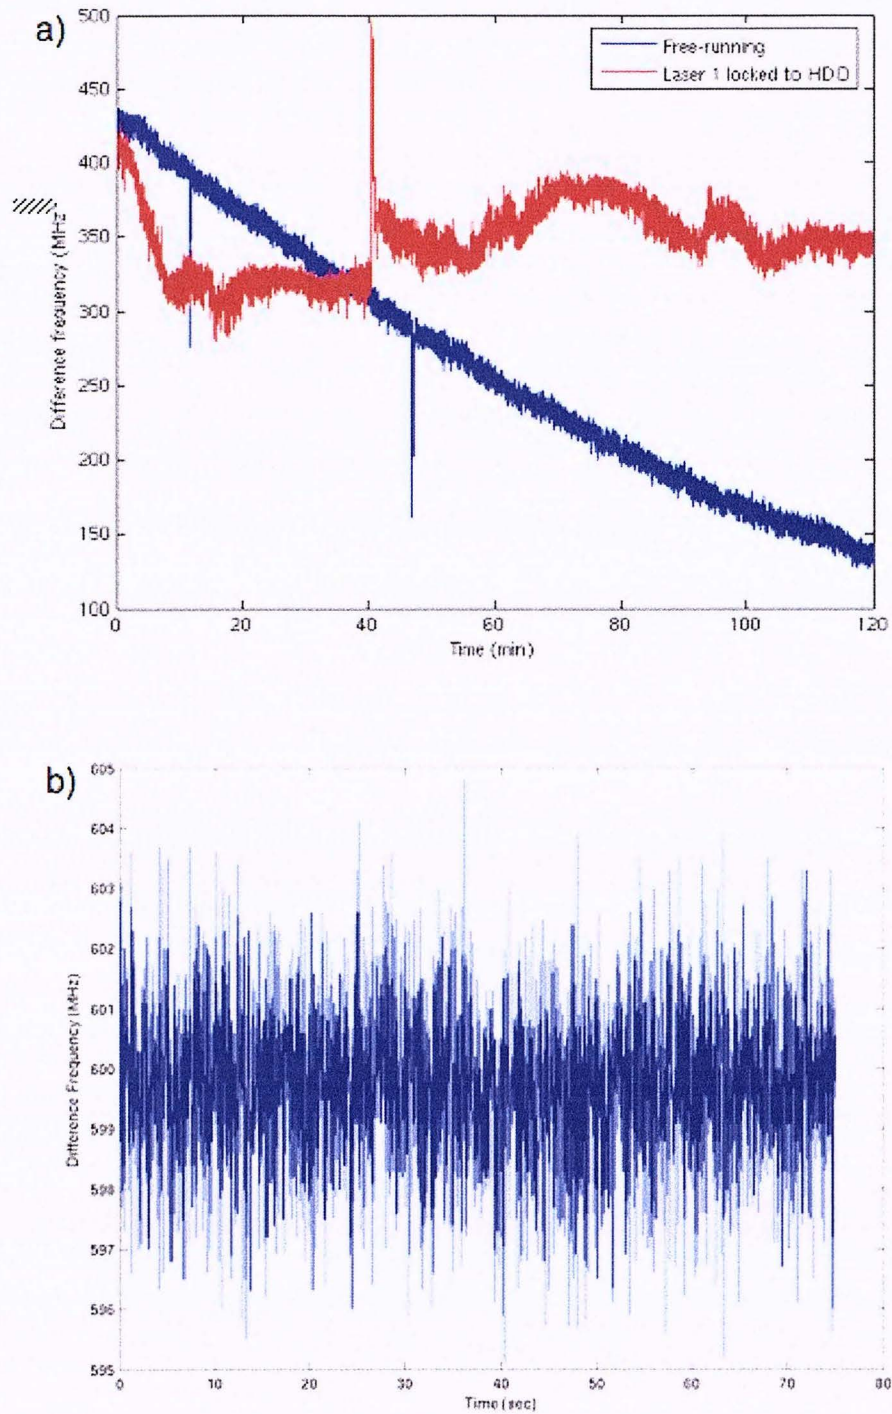 a)
500
450
400
350
300
250
200
150
100
0 20 40 60 80 100 120
Difference frequency (MHz)
Time (min)
Free-running
Laser 1 locked to HDD
b)
605
604
603
602
601
600
599
598
597
596
595
0 10 20 30 40 50 60 70 80
Difference Frequency (MHz)
Time (sec)